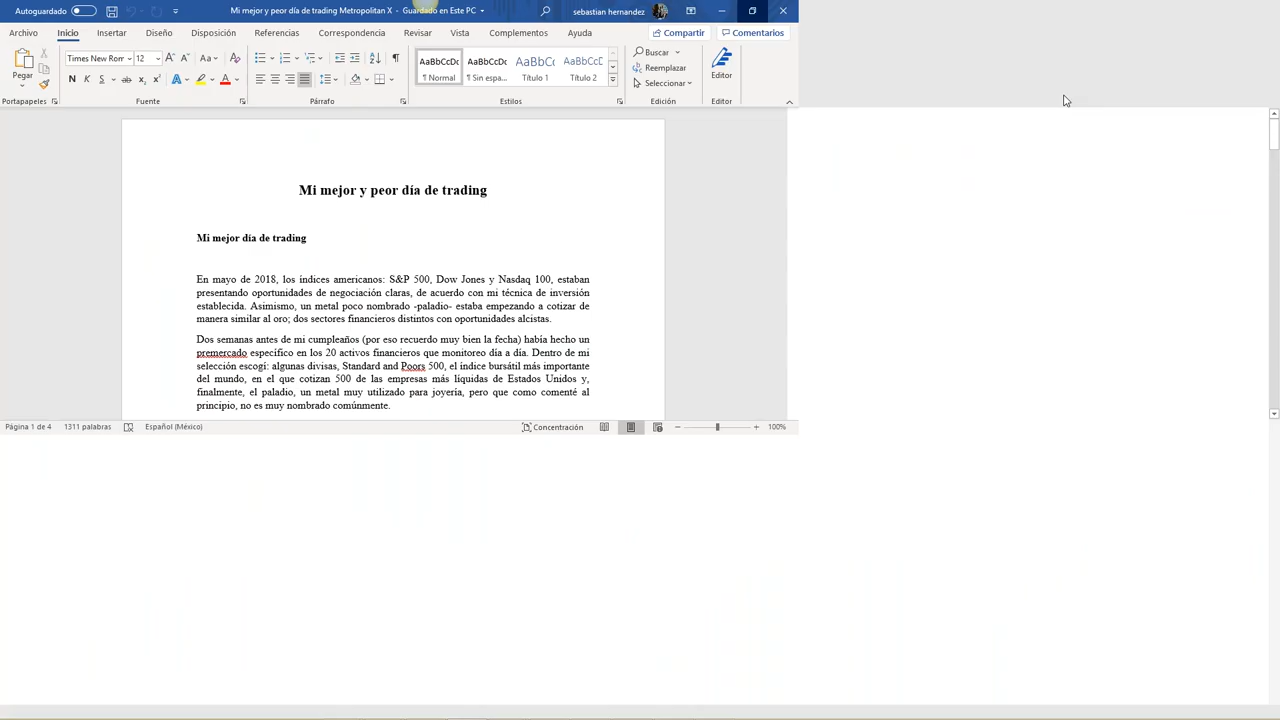 Autoguardado
Mi mejor y peor día de trading Metropolitan X - Guardado en Este PC
sebastian hernandez
Archivo Inicio Insertar Diseño Disposición Referencias Correspondencia Revisar Vista Complementos Ayuda
Compartir Comentarios
Pegar
Times New Rom 12
Aa
N K S
AaBbCcDc AaBbCcDc AaBbCc AaBbCcD
¶ Normal ¶ Sin espa... Título 1 Título 2
Buscar
Reemplazar
Seleccionar
Editor
Portapapeles Fuente Párrafo Estilos Edición Editor
Mi mejor y peor día de trading
Mi mejor día de trading
En mayo de 2018, los índices americanos: S&P 500, Dow Jones y Nasdaq 100, estaban
presentando oportunidades de negociación claras, de acuerdo con mi técnica de inversión
establecida. Asimismo, un metal poco nombrado -paladio- estaba empezando a cotizar de
manera similar al oro; dos sectores financieros distintos con oportunidades alcistas.
Dos semanas antes de mi cumpleaños (por eso recuerdo muy bien la fecha) había hecho un
premercado específico en los 20 activos financieros que monitoreo día a día. Dentro de mi
selección escogí: algunas divisas, Standard and Poors 500, el índice bursátil más importante
del mundo, en el que cotizan 500 de las empresas más líquidas de Estados Unidos y,
finalmente, el paladio, un metal muy utilizado para joyería, pero que como comenté al
principio, no es muy nombrado comúnmente.
Página 1 de 4 1311 palabras Español (México) Concentración 100%